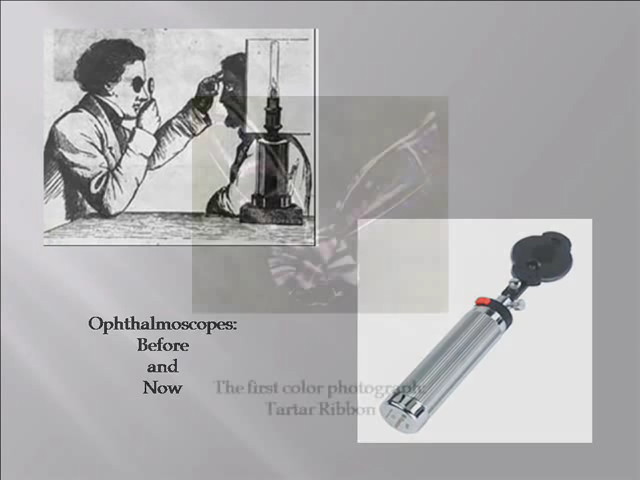 Ophthalmoscopes:
Before
and
Now
The first color photograph:
Tartar Ribbon